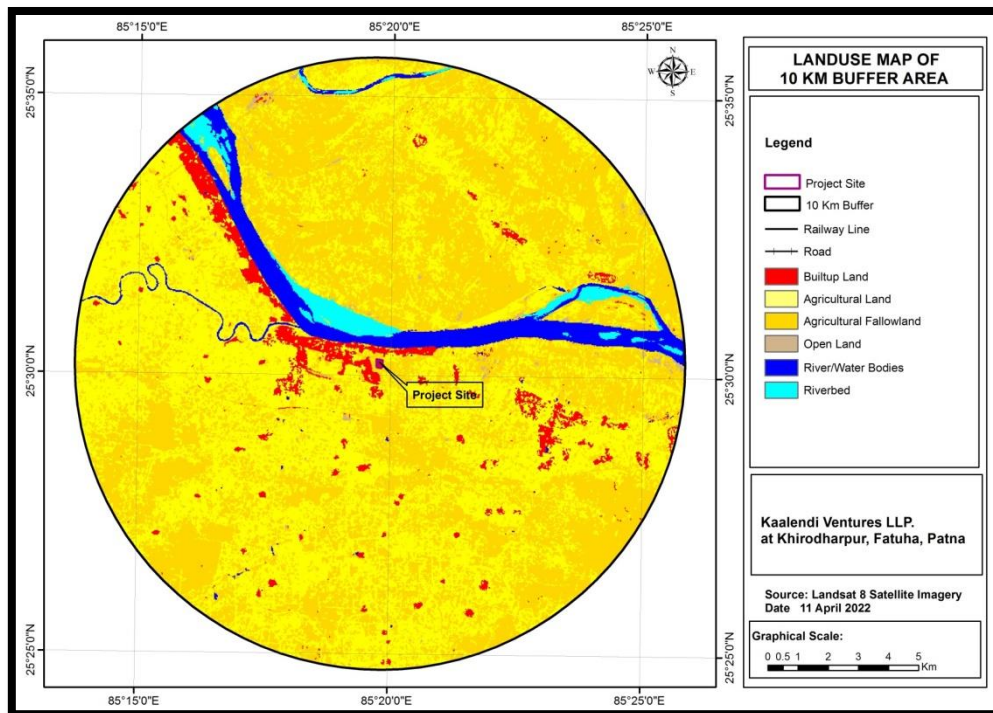 85°15'0"E
85°20'0"E
85°25'0"E
N
W
E
S
25°35'0"N
25°35'0"N
25°30'0"N
25°30'0"N
25°25'0"N
25°25'0"N
Project Site
85°15'0"E
85°20'0"E
85°25'0"E
LANDUSE MAP OF
10 KM BUFFER AREA
Legend
Project Site
10 Km Buffer
Railway Line
Road
Builtup Land
Agricultural Land
Agricultural Fallowland
Open Land
River/Water Bodies
Riverbed
Kaalendi Ventures LLP.
at Khirodharpur, Fatuha, Patna
Source: Landsat 8 Satellite Imagery
Date 11 April 2022
Graphical Scale:
0 0.5 1 2 3 4 5
Km